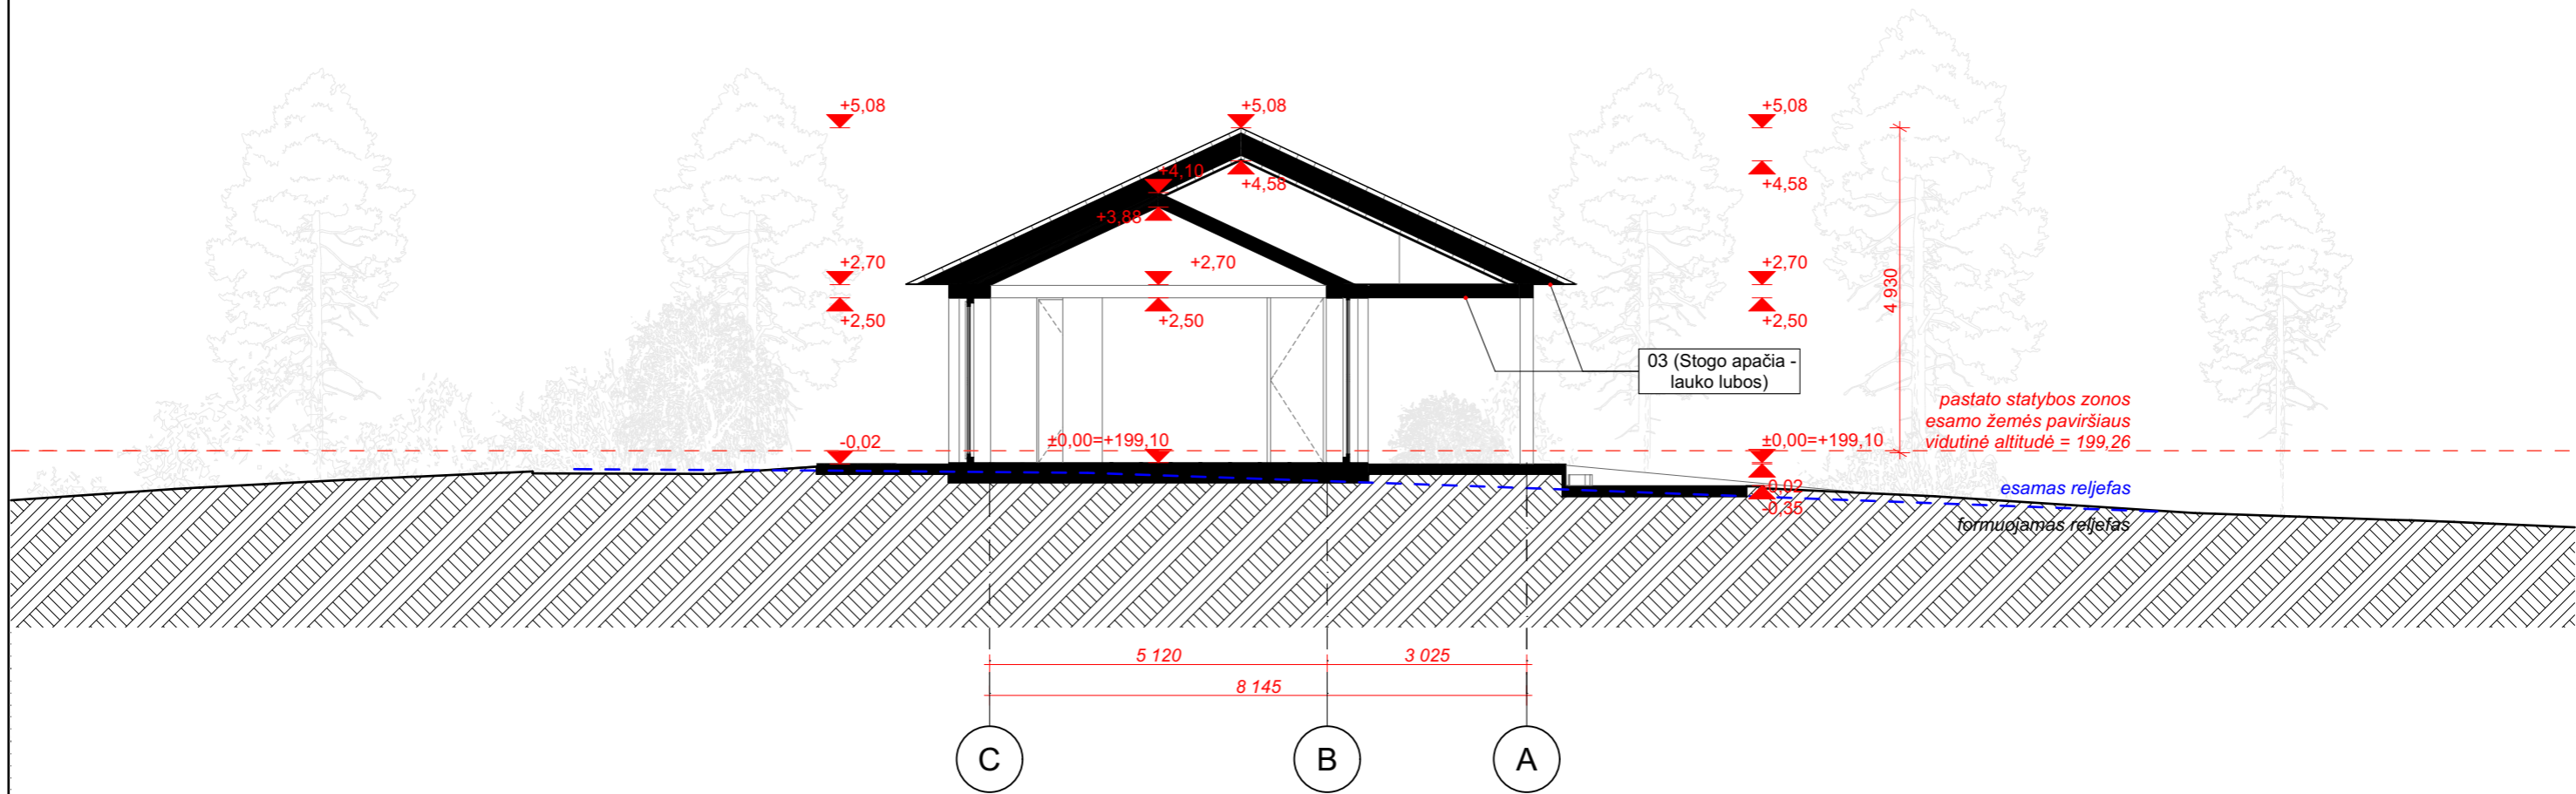 +5,08
+5,08
+5,08
+4,10
+4,58
+4,58
+3,88
+2,70
+2,70
+2,70
4 930
+2,50
+2,50
+2,50
03 (Stogo apačia -
lauko lubos)
pastato statybos zonos
esamo žemės paviršiaus
vidutinė altitudė = 199,26
-0,02
±0,00=+199,10
±0,00=+199,10
-0,02
-0,35
esamas reljefas
formuojamas reljefas
5 120
3 025
8 145
C
B
A